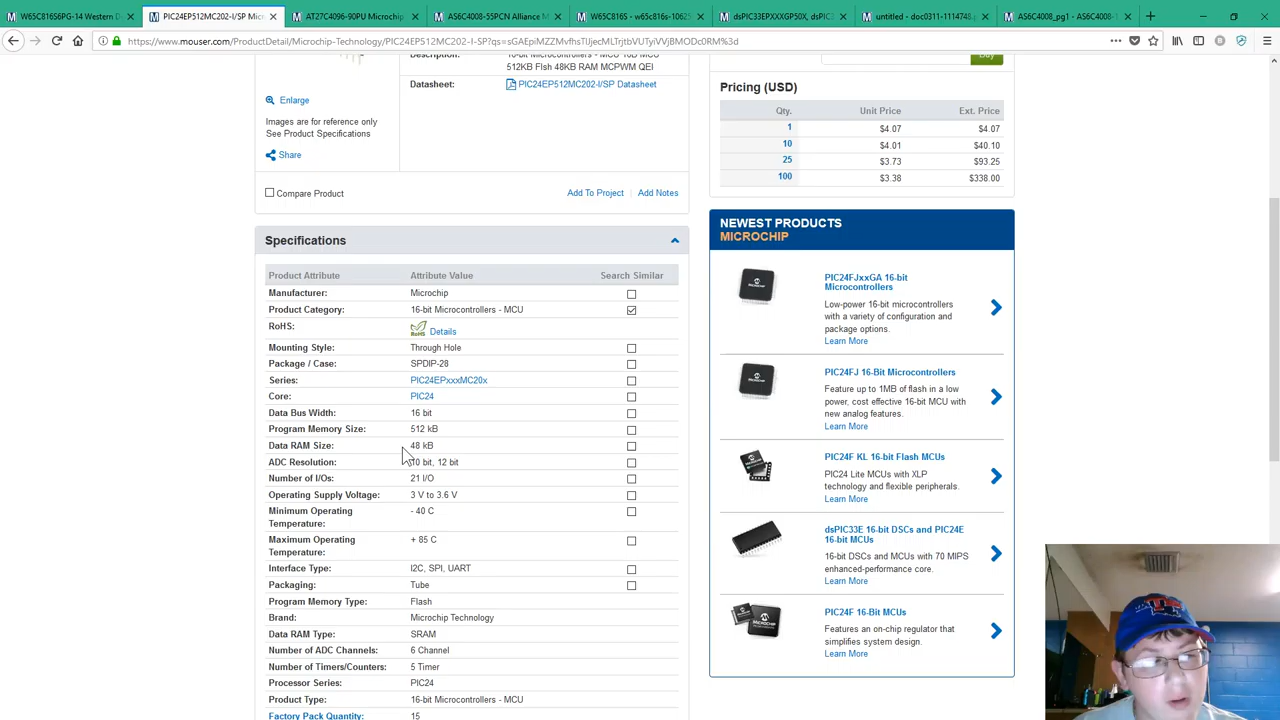 W65C816S6PG-14 Western D
PIC24EP512MC202-I/SP Micr
AT27C4096-90PU Microchip
AS6C4008-55PCN Alliance M
W65C816S - w65c816s-1062
dsPIC33EPXXXGP50X, dsPIC3
untitled - doc0311-1114748.p
AS6C4008_pg1 - AS6C4008-
https://www.mouser.com/ProductDetail/Microchip-Technology/PIC24EP512MC202-I-SP?qs=sGAEpiMZZMvfhsTlJjecMLTrjtbVUTyiVVjBMODc0RM%3d
Description:
16-bit Microcontrollers - MCU 16B MCU
512KB Flsh 48KB RAM MCPWM QEI
Datasheet:
PIC24EP512MC202-I/SP Datasheet
Enlarge
Images are for reference only
See Product Specifications
Share
Compare Product
Add To Project
Add Notes
Buy
Pricing (USD)
Qty. Unit Price Ext. Price
1 $4.07 $4.07
10 $4.01 $40.10
25 $3.73 $93.25
100 $3.38 $338.00
Specifications
Product Attribute Attribute Value Search Similar
Manufacturer: Microchip
Product Category: 16-bit Microcontrollers - MCU
RoHS: RoHS Details
Mounting Style: Through Hole
Package / Case: SPDIP-28
Series: PIC24EPxxxMC20x
Core: PIC24
Data Bus Width: 16 bit
Program Memory Size: 512 kB
Data RAM Size: 48 kB
ADC Resolution: 10 bit, 12 bit
Number of I/Os: 21 I/O
Operating Supply Voltage: 3 V to 3.6 V
Minimum Operating
Temperature:
- 40 C
Maximum Operating
Temperature:
+ 85 C
Interface Type: I2C, SPI, UART
Packaging: Tube
Program Memory Type: Flash
Brand: Microchip Technology
Data RAM Type: SRAM
Number of ADC Channels: 6 Channel
Number of Timers/Counters: 5 Timer
Processor Series: PIC24
Product Type: 16-bit Microcontrollers - MCU
Factory Pack Quantity: 15
NEWEST PRODUCTS
MICROCHIP
PIC24FJxxGA 16-bit
Microcontrollers
Low-power 16-bit microcontrollers
with a variety of configuration and
package options.
Learn More
PIC24FJ 16-Bit Microcontrollers
Feature up to 1MB of flash in a low
power, cost effective 16-bit MCU with
new analog features.
Learn More
PIC24F KL 16-bit Flash MCUs
PIC24 Lite MCUs with XLP
technology and flexible peripherals.
Learn More
dsPIC33E 16-bit DSCs and PIC24E
16-bit MCUs
16-bit DSCs and MCUs with 70 MIPS
enhanced-performance core.
Learn More
PIC24F 16-Bit MCUs
Features an on-chip regulator that
simplifies system design.
Learn More